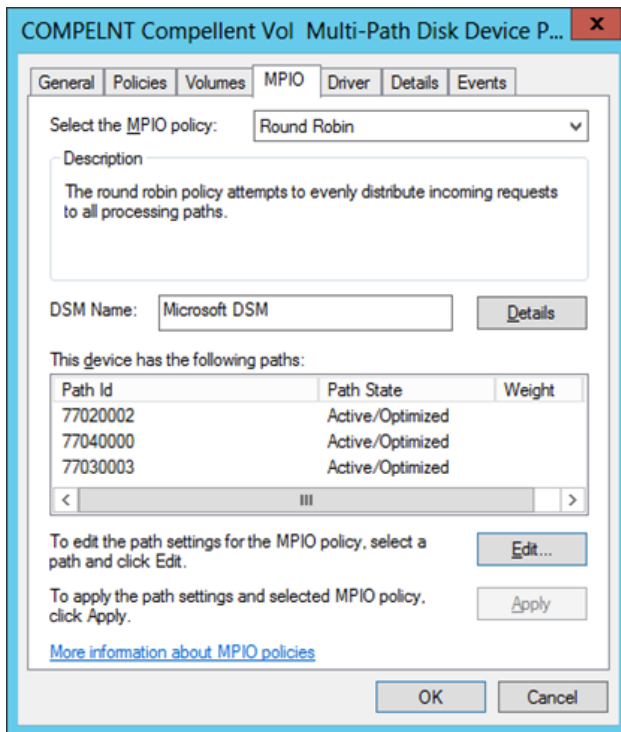 COMPELNT Compellent Vol  Multi-Path Disk Device P... x
General Policies Volumes MPIO Driver Details Events
Select the MPIO policy: Round Robin
Description
The round robin policy attempts to evenly distribute incoming requests
to all processing paths.
DSM Name: Microsoft DSM Details
This device has the following paths:
Path Id Path State Weight
77020002 Active/Optimized
77040000 Active/Optimized
77030003 Active/Optimized
To edit the path settings for the MPIO policy, select a
path and click Edit.
Edit...
To apply the path settings and selected MPIO policy,
click Apply.
Apply
More information about MPIO policies
OK Cancel